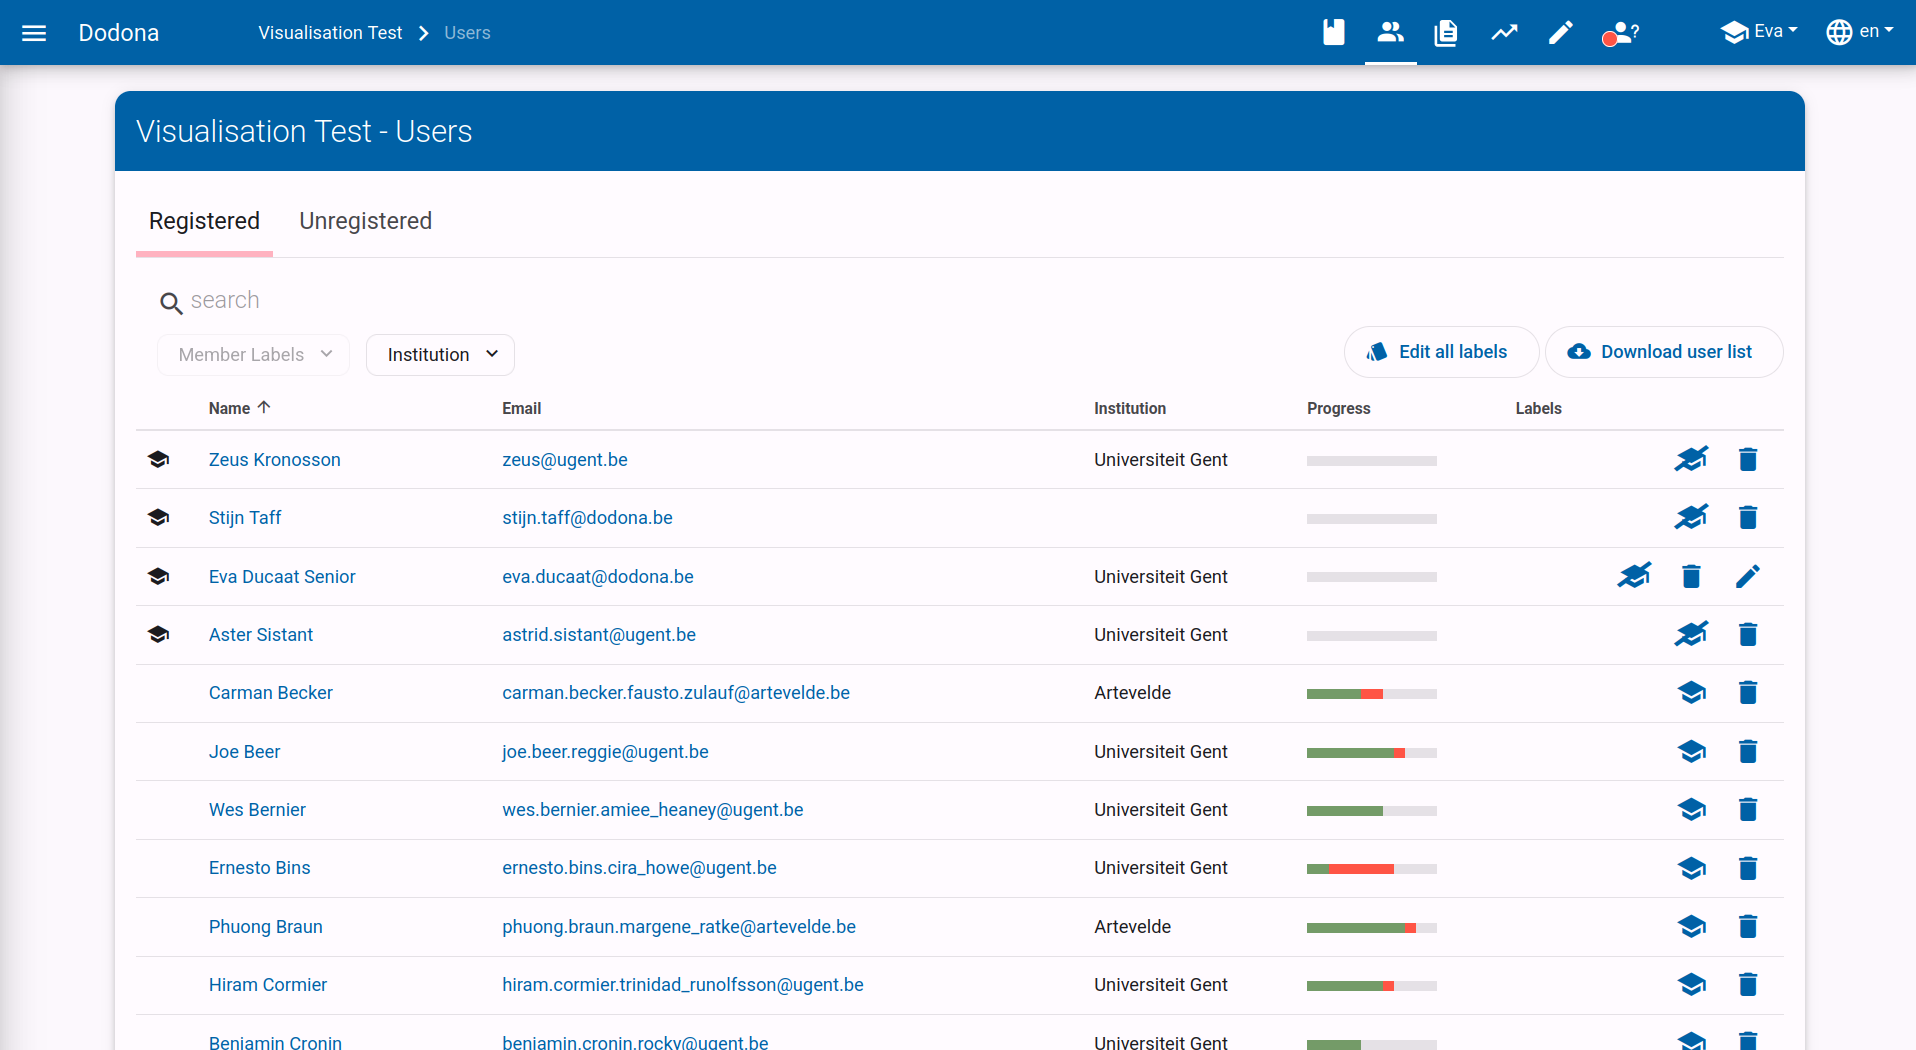 Dodona Visualisation Test Users ? Eva en
Visualisation Test - Users
Registered Unregistered
search
Member Labels Institution Edit all labels Download user list
Name Email Institution Progress Labels
Zeus Kronosson zeus@ugent.be Universiteit Gent
Stijn Taff stijn.taff@dodona.be
Eva Ducaat Senior eva.ducaat@dodona.be Universiteit Gent
Aster Sistant astrid.sistant@ugent.be Universiteit Gent
Carman Becker carman.becker.fausto.zulauf@artevelde.be Artevelde
Joe Beer joe.beer.reggie@ugent.be Universiteit Gent
Wes Bernier wes.bernier.amiee_heaney@ugent.be Universiteit Gent
Ernesto Bins ernesto.bins.cira_howe@ugent.be Universiteit Gent
Phuong Braun phuong.braun.margene_ratke@artevelde.be Artevelde
Hiram Cormier hiram.cormier.trinidad_runolfsson@ugent.be Universiteit Gent
Benjamin Cronin benjamin.cronin.rocky@ugent.be Universiteit Gent